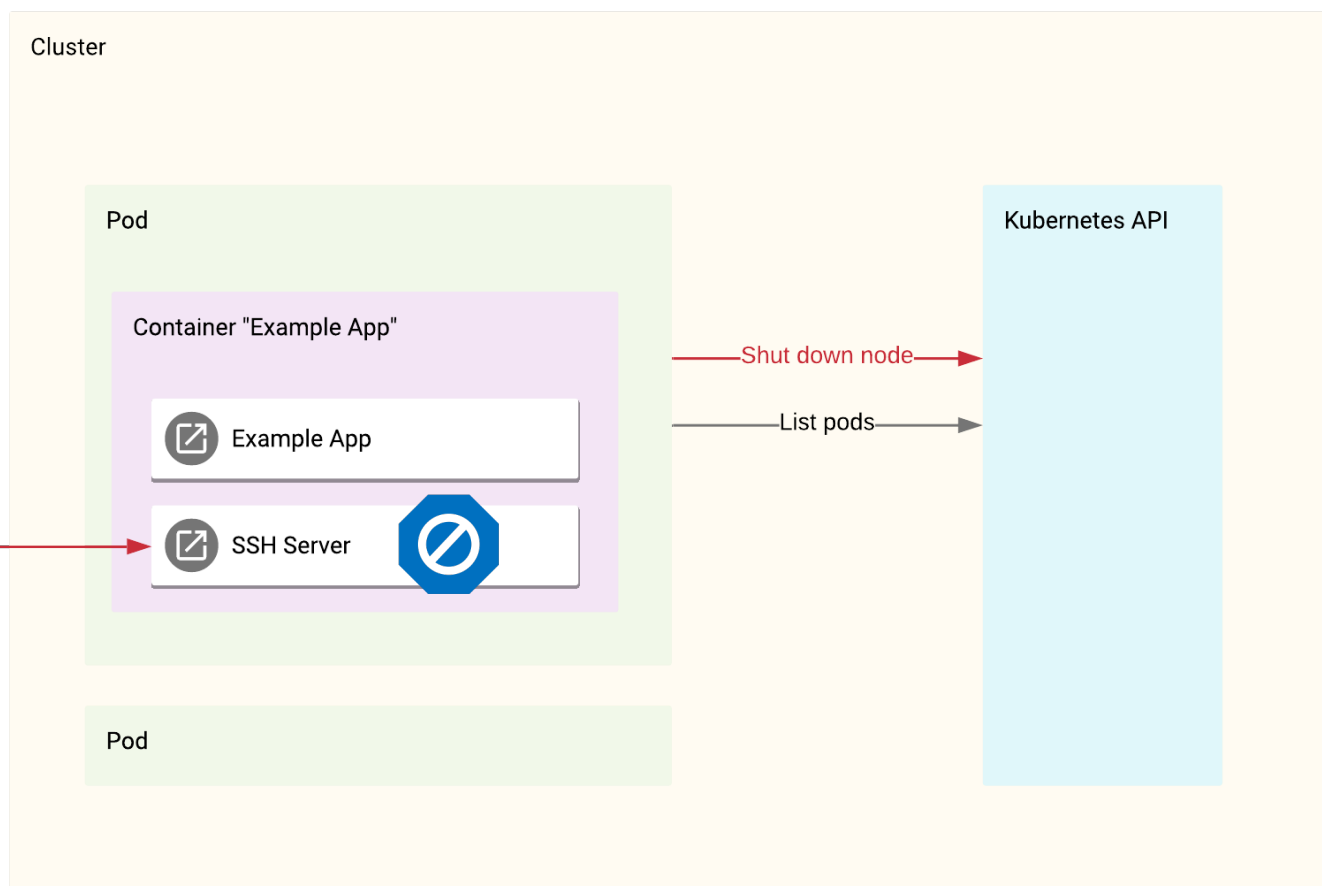 Cluster
Pod
Kubernetes API
Container "Example App"
Shut down node
List pods
Example App
SSH Server
Pod